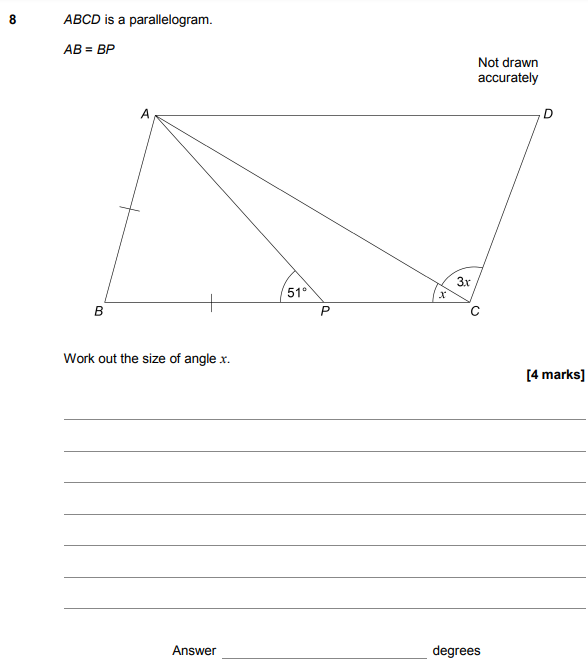 8 ABCD is a parallelogram.
AB = BP
Not drawn
accurately
A
D
3x
51°
x
B
P
C
Work out the size of angle x.
[4 marks]
Answer degrees